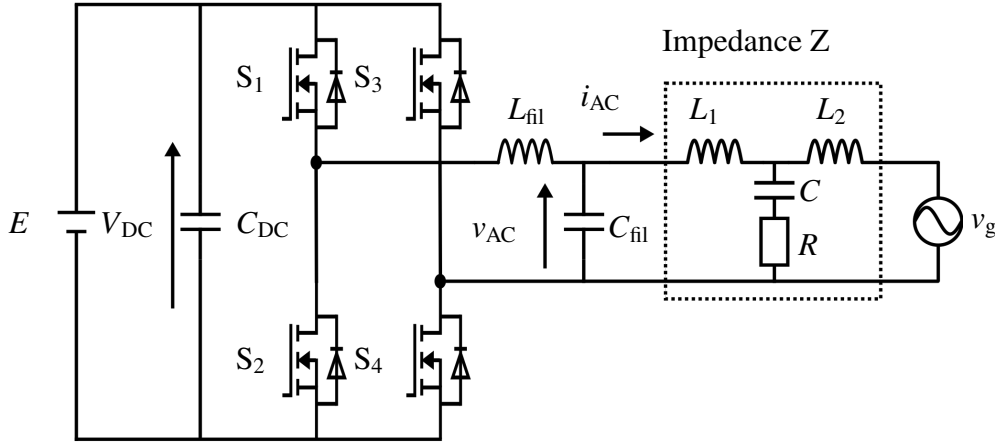 Impedance Z
S1
S3
Lfil
iAC
L1
L2
E
VDC
CDC
vAC
Cfil
C
R
vg
S2
S4